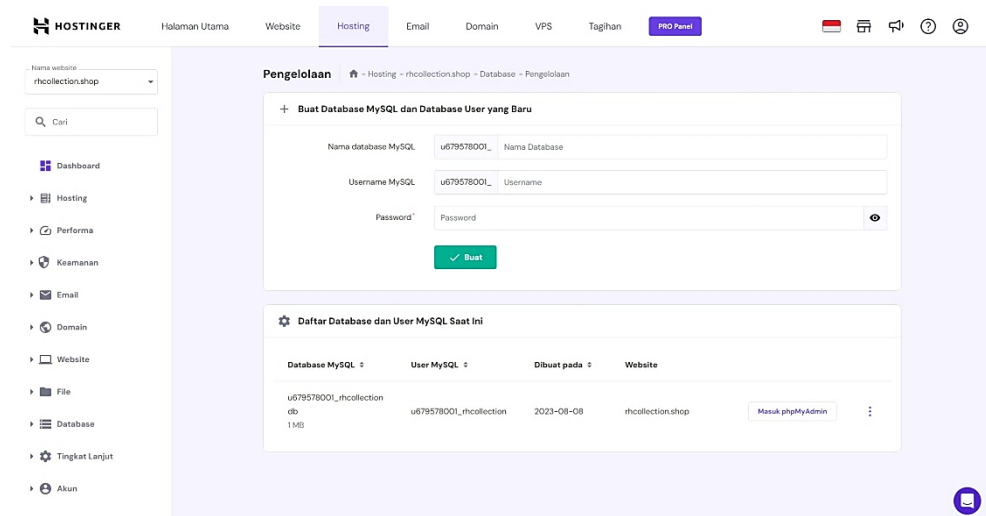 HOSTINGER
Halaman Utama
Website
Hosting
Email
Domain
VPS
Tagihan
PRO Panel
Nama website
rhcollection.shop
Cari
Dashboard
Hosting
Performa
Keamanan
Email
Domain
Website
File
Database
Tingkat Lanjut
Akun
Pengelolaan
- Hosting - rhcollection.shop - Database - Pengelolaan
Buat Database MySQL dan Database User yang Baru
Nama database MySQL
u679578001_
Nama Database
Username MySQL
u679578001_
Username
Password*
Password
Buat
Daftar Database dan User MySQL Saat Ini
Database MySQL
User MySQL
Dibuat pada
Website
u679578001_rhcollection
db
1 MB
u679578001_rhcollection
2023-08-08
rhcollection.shop
Masuk phpMyAdmin